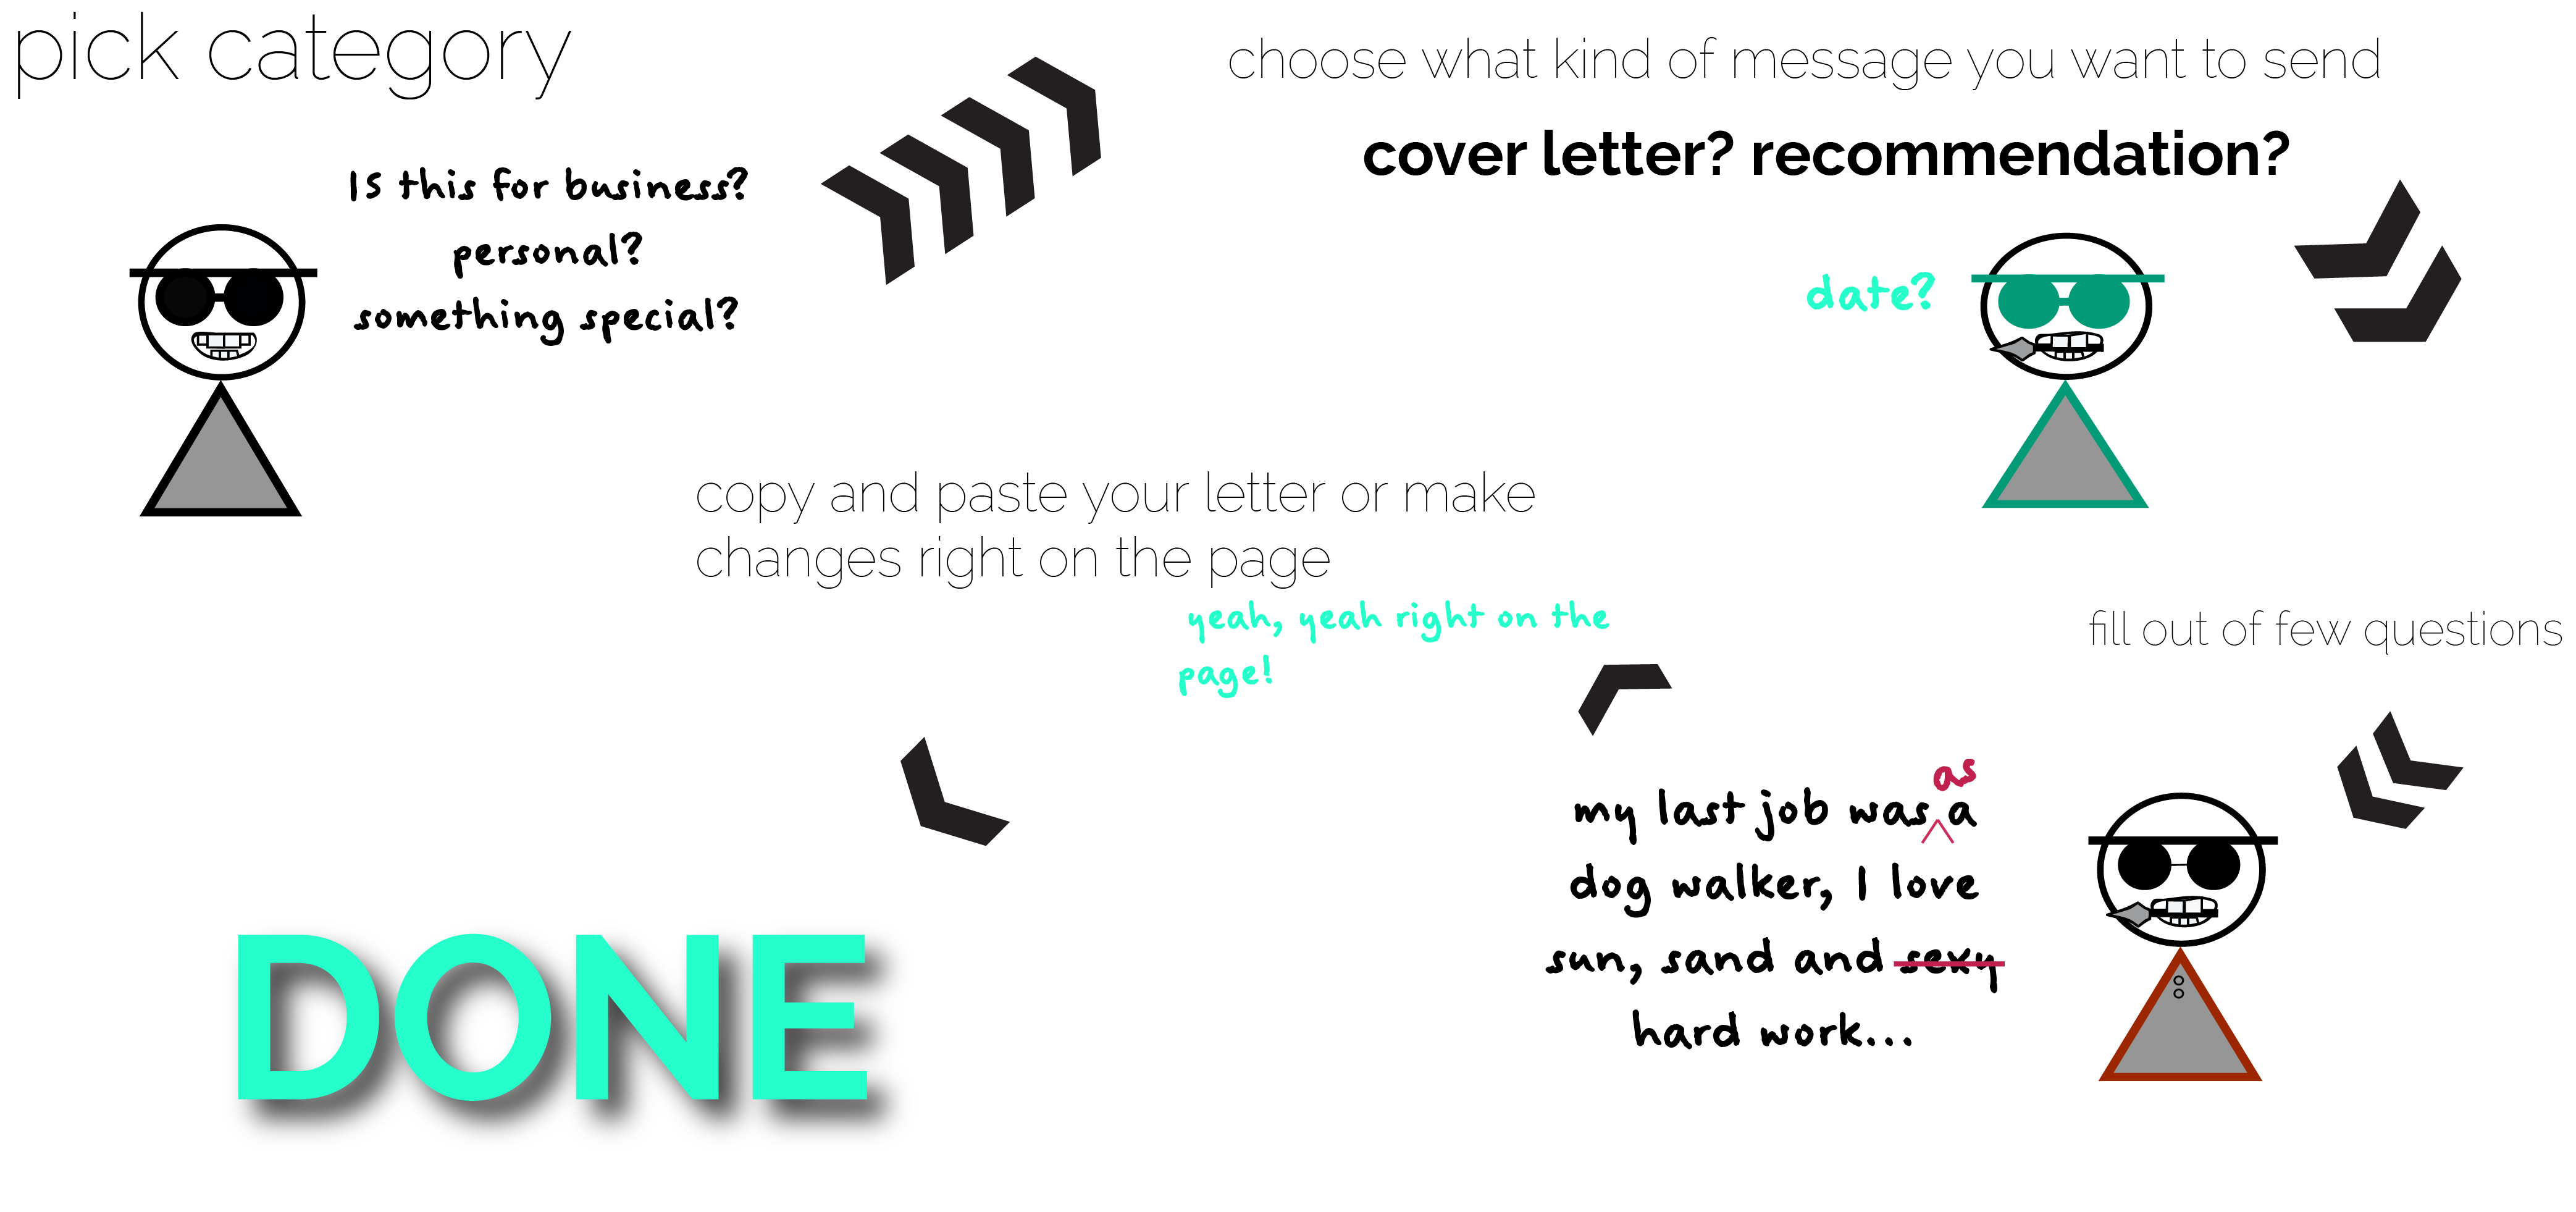 pick category
Is this for business?
personal?
something special?
choose what kind of message you want to send
cover letter? recommendation?
date?
fill out of few questions
as
my last job was a
dog walker, I love
sun, sand and sexy
hard work...
copy and paste your letter or make
changes right on the page
yeah, yeah right on the
page!
DONE